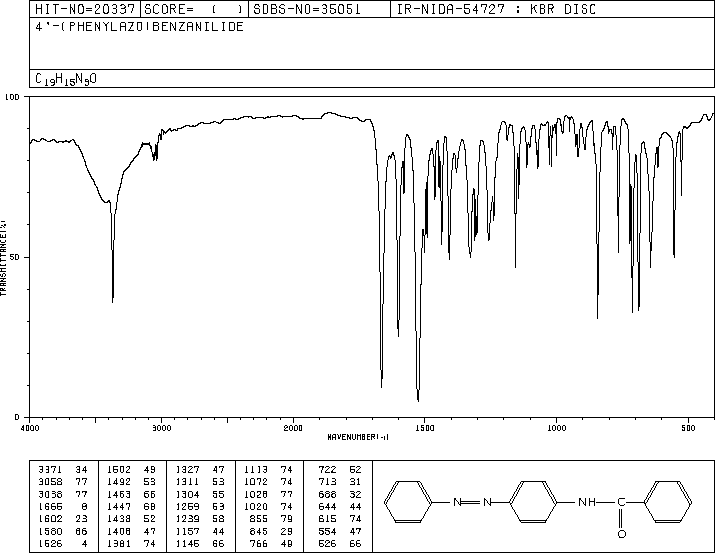 HIT-NO=20337 SCORE= ( ) SDBS-NO=35051 IR-NIDA-54727 : KBR DISC
4'-(PHENYLAZO)BENZANILIDE
C19H15N3O
100
50
0
TRANSMITTANCE(%)
4000 3000 2000 1500 1000 500
WAVENUMBER(-1)
3371 34 1502 49 1327 47 1113 74 722 52
3058 77 1492 53 1311 53 1072 74 713 31
3038 77 1463 66 1304 55 1028 77 688 32
1665 8 1447 68 1259 53 1020 74 644 44
1602 23 1438 52 1239 58 855 79 615 74
1580 66 1408 47 1157 44 845 29 554 47
1526 4 1381 74 1145 66 766 49 526 66
N N NH C
O